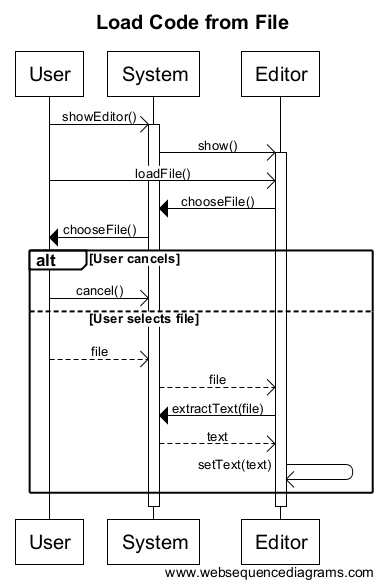 Load Code from File
User System Editor
showEditor()
show()
loadFile()
chooseFile()
chooseFile()
alt [User cancels]
cancel()
[User selects file]
file
file
extractText(file)
text
setText(text)
User System Editor
www.websequencediagrams.com